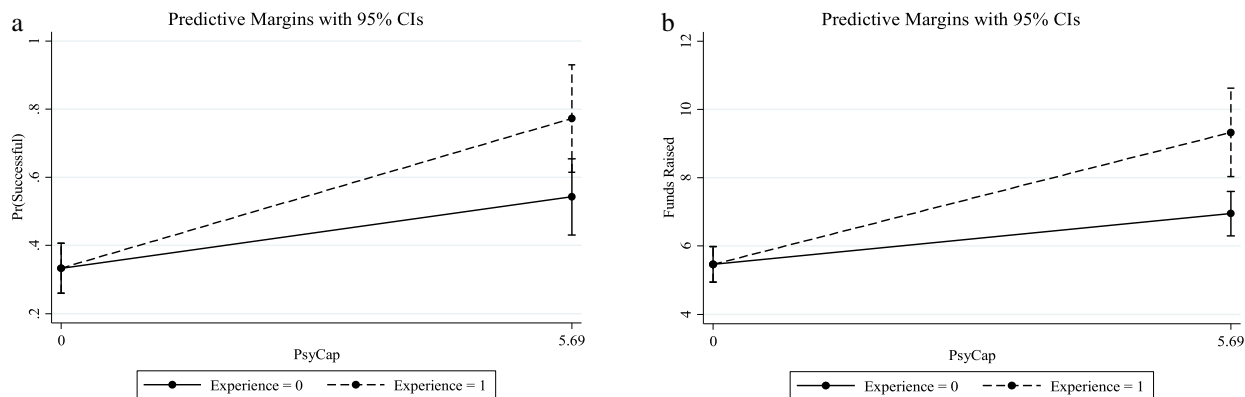 a
Predictive Margins with 95% CIs
1
.8
.6
.4
.2
Pr(Successful)
0
5.69
PsyCap
Experience = 0
Experience = 1
b
Predictive Margins with 95% CIs
12
10
8
6
4
Funds Raised
0
5.69
PsyCap
Experience = 0
Experience = 1